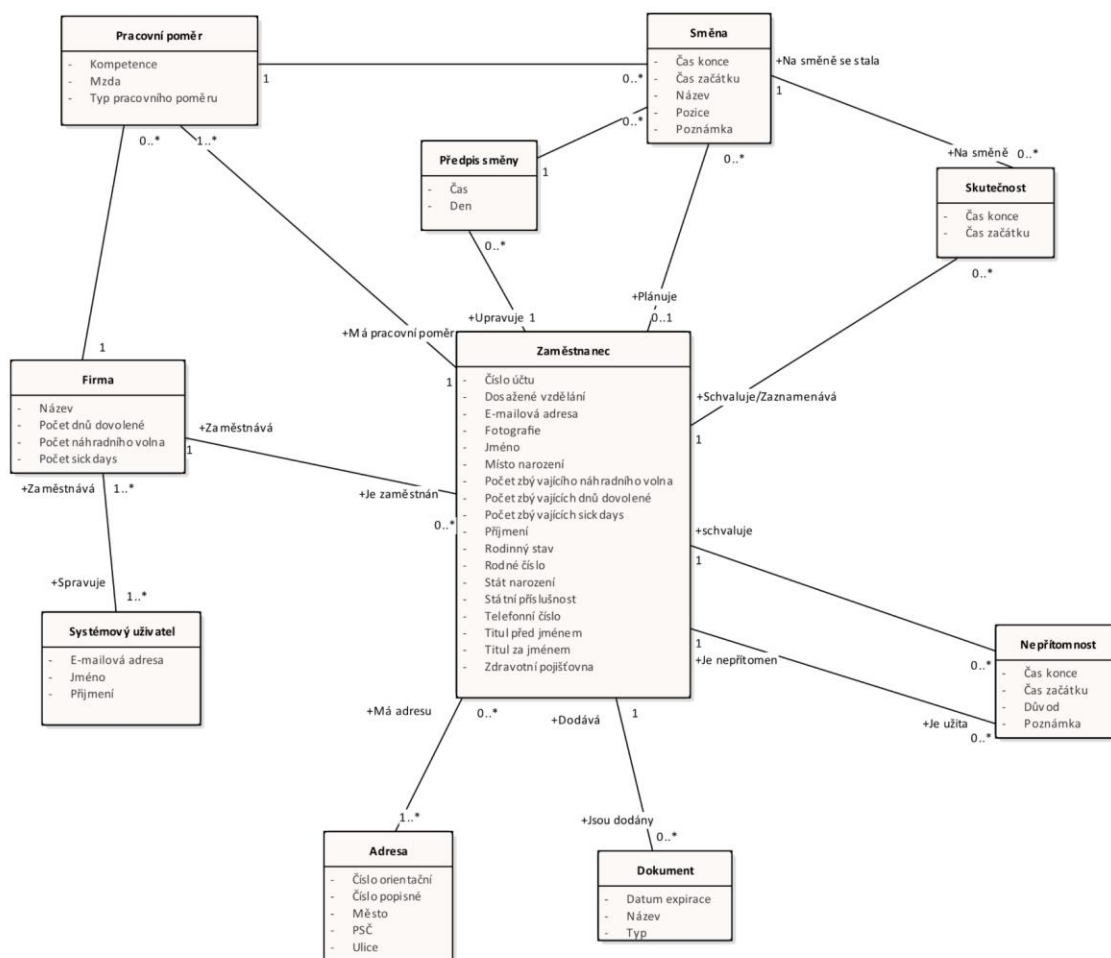 Pracovní poměr
- Kompetence
- Mzda
- Typ pracovního poměru
Směna
- Čas konce
- Čas začátku
- Název
- Pozice
- Poznámka
1
0..*
+Na směně se stala
1
+Na směně
0..*
0..*
1..*
0..*
0..*
Předpis směny
- Čas
- Den
1
Skutečnost
- Čas konce
- Čas začátku
0..*
0..*
+Plánuje
0..1
+Upravuje
1
+Má pracovní poměr
1
1
Firma
- Název
- Počet dnů dovolené
- Počet náhradního volna
- Počet sickdays
+Zaměstnává
1
+Je zaměstnán
0..*
+Zaměstnává
1..*
+Spravuje
1..*
Systémový uživatel
- E-mailová adresa
- Jméno
- Přijmení
Zaměstnanec
- Číslo účtu
- Dosažené vzdělání
- E-mailová adresa
- Fotografie
- Jméno
- Místo narození
- Počet zbývajícího náhradního volna
- Počet zbývajících dnů dovolené
- Počet zbývajících sickdays
- Příjmení
- Rodinný stav
- Rodné číslo
- Stát narození
- Státní příslušnost
- Telefonní číslo
- Titul před jménem
- Titul za jménem
- Zdravotní pojišťovna
+Schvaluje/Zaznamenává
1
+schvaluje
1
0..*
1
+Je nepřítomen
+Je užita
0..*
Nepřítomnost
- Čas konce
- Čas začátku
- Důvod
- Poznámka
+Má adresu
0..*
+Dodává
1
1..*
+Jsou dodány
0..*
Adresa
- Číslo orientační
- Číslo popisné
- Město
- PSČ
- Ulice
Dokument
- Datum expirace
- Název
- Typ